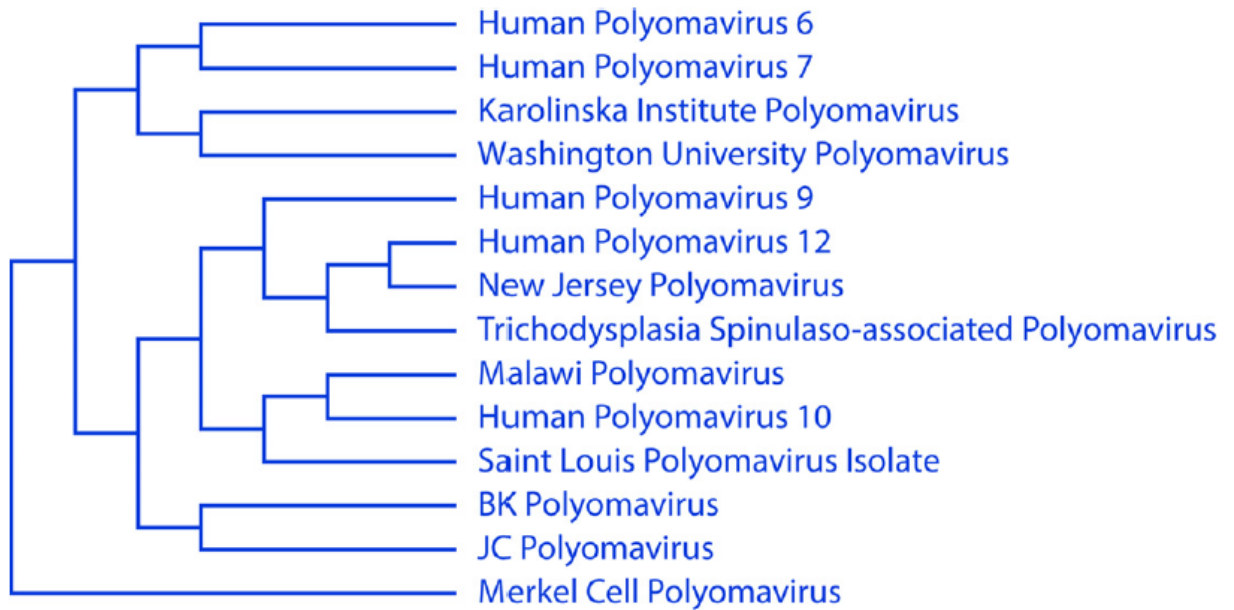 Human Polyomavirus 6
Human Polyomavirus 7
Karolinska Institute Polyomavirus
Washington University Polyomavirus
Human Polyomavirus 9
Human Polyomavirus 12
New Jersey Polyomavirus
Trichodysplasia Spinulaso-associated Polyomavirus
Malawi Polyomavirus
Human Polyomavirus 10
Saint Louis Polyomavirus Isolate
BK Polyomavirus
JC Polyomavirus
Merkel Cell Polyomavirus